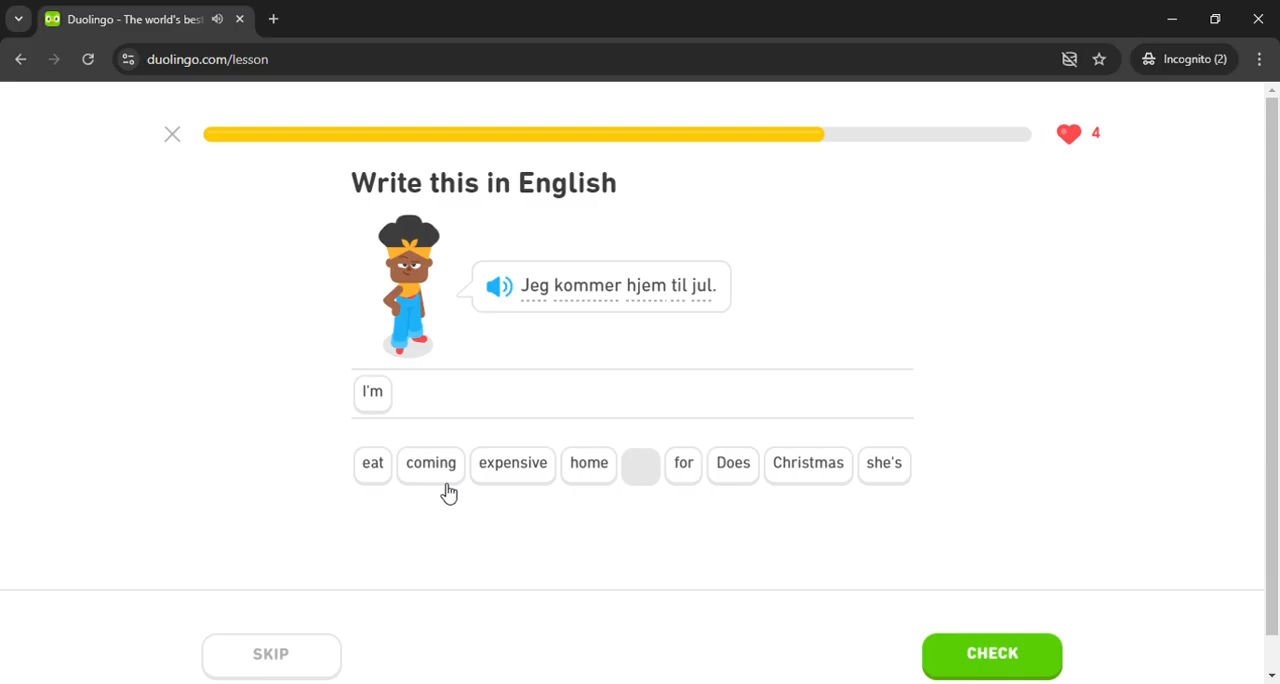 Duolingo - The world's bes
duolingo.com/lesson
Incognito (2)
4
Write this in English
Jeg kommer hjem til jul.
I'm
eat coming expensive home for Does Christmas she's
SKIP
CHECK